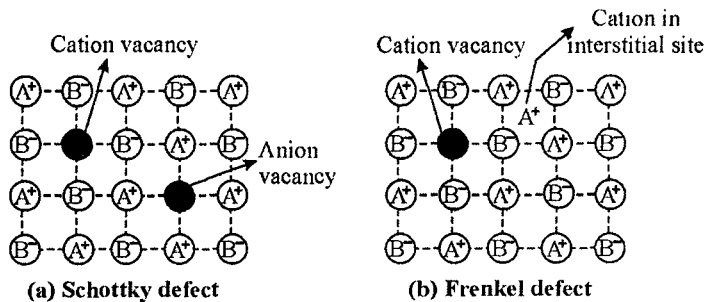 Cation vacancy
A⁺ B⁻ A⁺ B⁻ A⁺
B⁻ B⁻ A⁺ B⁻
Anion
vacancy
A⁺ B⁻ A⁺ B⁻
B⁻ A⁺ B⁻ A⁺ B⁻
(a) Schottky defect
Cation in
interstitial site
Cation vacancy
A⁺ B⁻ A⁺ B⁻ A⁺
A⁺
B⁻ B⁻ A⁺ B⁻
A⁺ B⁻ A⁺ B⁻ A⁺
B⁻ A⁺ B⁻ A⁺ B⁻
(b) Frenkel defect